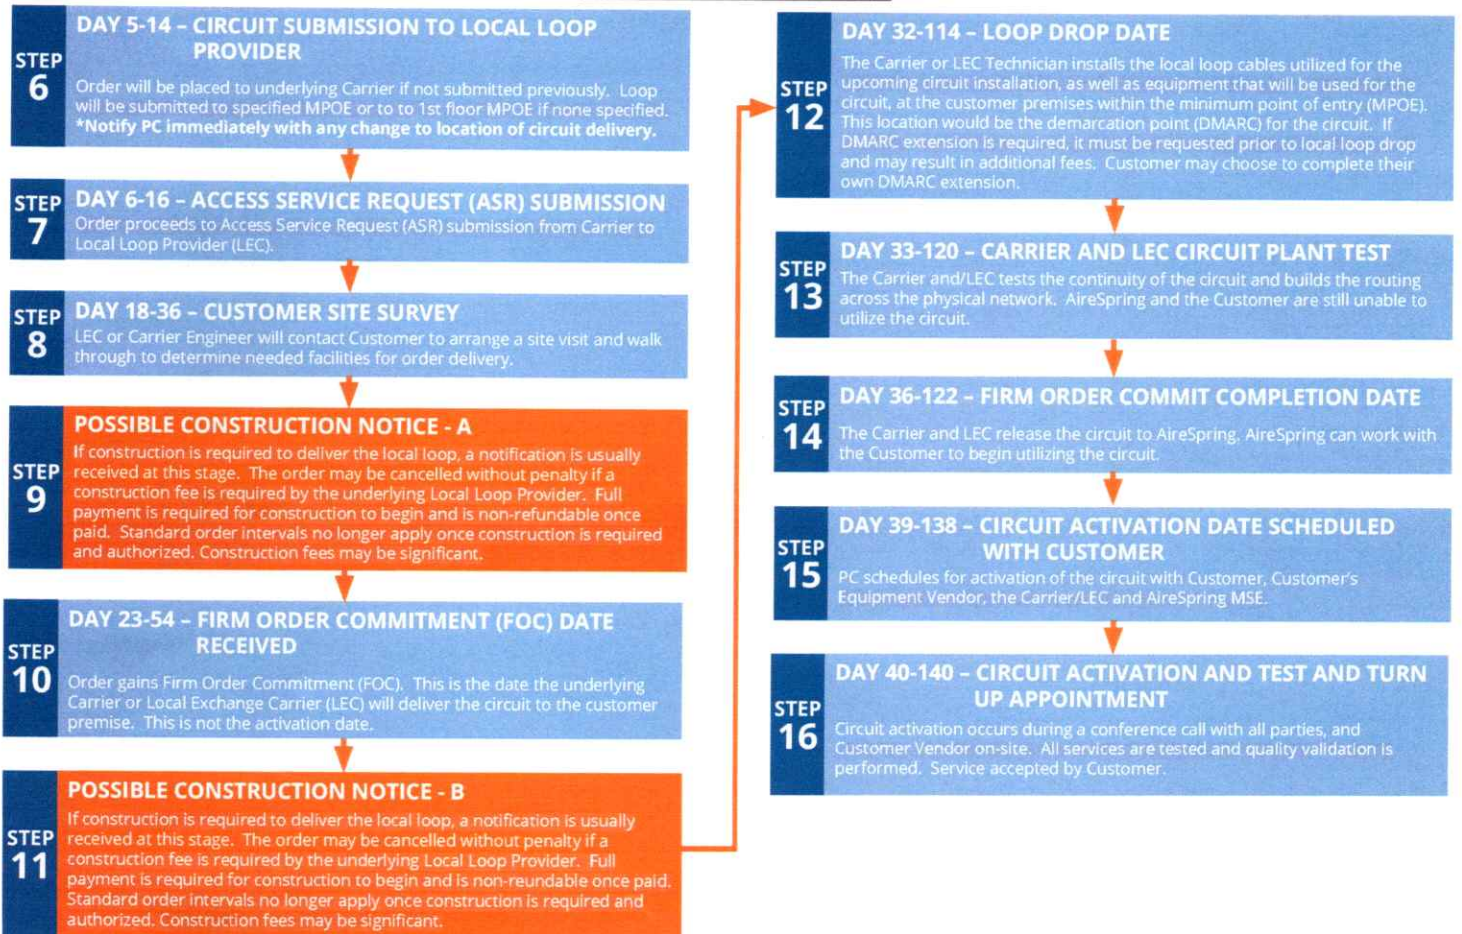 STEP
6
DAY 5-14 – CIRCUIT SUBMISSION TO LOCAL LOOP
PROVIDER
Order will be placed to underlying Carrier if not submitted previously. Loop
will be submitted to specified MPOE or to to 1st floor MPOE if none specified.
*Notify PC immediately with any change to location of circuit delivery.
STEP
7
DAY 6-16 – ACCESS SERVICE REQUEST (ASR) SUBMISSION
Order proceeds to Access Service Request (ASR) submission from Carrier to
Local Loop Provider (LEC).
STEP
8
DAY 18-36 – CUSTOMER SITE SURVEY
LEC or Carrier Engineer will contact Customer to arrange a site visit and walk
through to determine needed facilities for order delivery.
STEP
9
POSSIBLE CONSTRUCTION NOTICE - A
If construction is required to deliver the local loop, a notification is usually
received at this stage. The order may be cancelled without penalty if a
construction fee is required by the underlying Local Loop Provider. Full
payment is required for construction to begin and is non-refundable once
paid. Standard order intervals no longer apply once construction is required
and authorized. Construction fees may be significant.
STEP
10
DAY 23-54 – FIRM ORDER COMMITMENT (FOC) DATE
RECEIVED
Order gains Firm Order Commitment (FOC). This is the date the underlying
Carrier or Local Exchange Carrier (LEC) will deliver the circuit to the customer
premise. This is not the activation date.
STEP
11
POSSIBLE CONSTRUCTION NOTICE - B
If construction is required to deliver the local loop, a notification is usually
received at this stage. The order may be cancelled without penalty if a
construction fee is required by the underlying Local Loop Provider. Full
payment is required for construction to begin and is non-reundable once paid.
Standard order intervals no longer apply once construction is required and
authorized. Construction fees may be significant.
STEP
12
DAY 32-114 – LOOP DROP DATE
The Carrier or LEC Technician installs the local loop cables utilized for the
upcoming circuit installation, as well as equipment that will be used for the
circuit, at the customer premises within the minimum point of entry (MPOE).
This location would be the demarcation point (DMARC) for the circuit. If
DMARC extension is required, it must be requested prior to local loop drop
and may result in additional fees. Customer may choose to complete their
own DMARC extension.
STEP
13
DAY 33-120 – CARRIER AND LEC CIRCUIT PLANT TEST
The Carrier and/LEC tests the continuity of the circuit and builds the routing
across the physical network. AireSpring and the Customer are still unable to
utilize the circuit.
STEP
14
DAY 36-122 – FIRM ORDER COMMIT COMPLETION DATE
The Carrier and LEC release the circuit to AireSpring. AireSpring can work with
the Customer to begin utilizing the circuit.
STEP
15
DAY 39-138 – CIRCUIT ACTIVATION DATE SCHEDULED
WITH CUSTOMER
PC schedules for activation of the circuit with Customer, Customer's
Equipment Vendor, the Carrier/LEC and AireSpring MSE.
STEP
16
DAY 40-140 – CIRCUIT ACTIVATION AND TEST AND TURN
UP APPOINTMENT
Circuit activation occurs during a conference call with all parties, and
Customer Vendor on-site. All services are tested and quality validation is
performed. Service accepted by Customer.